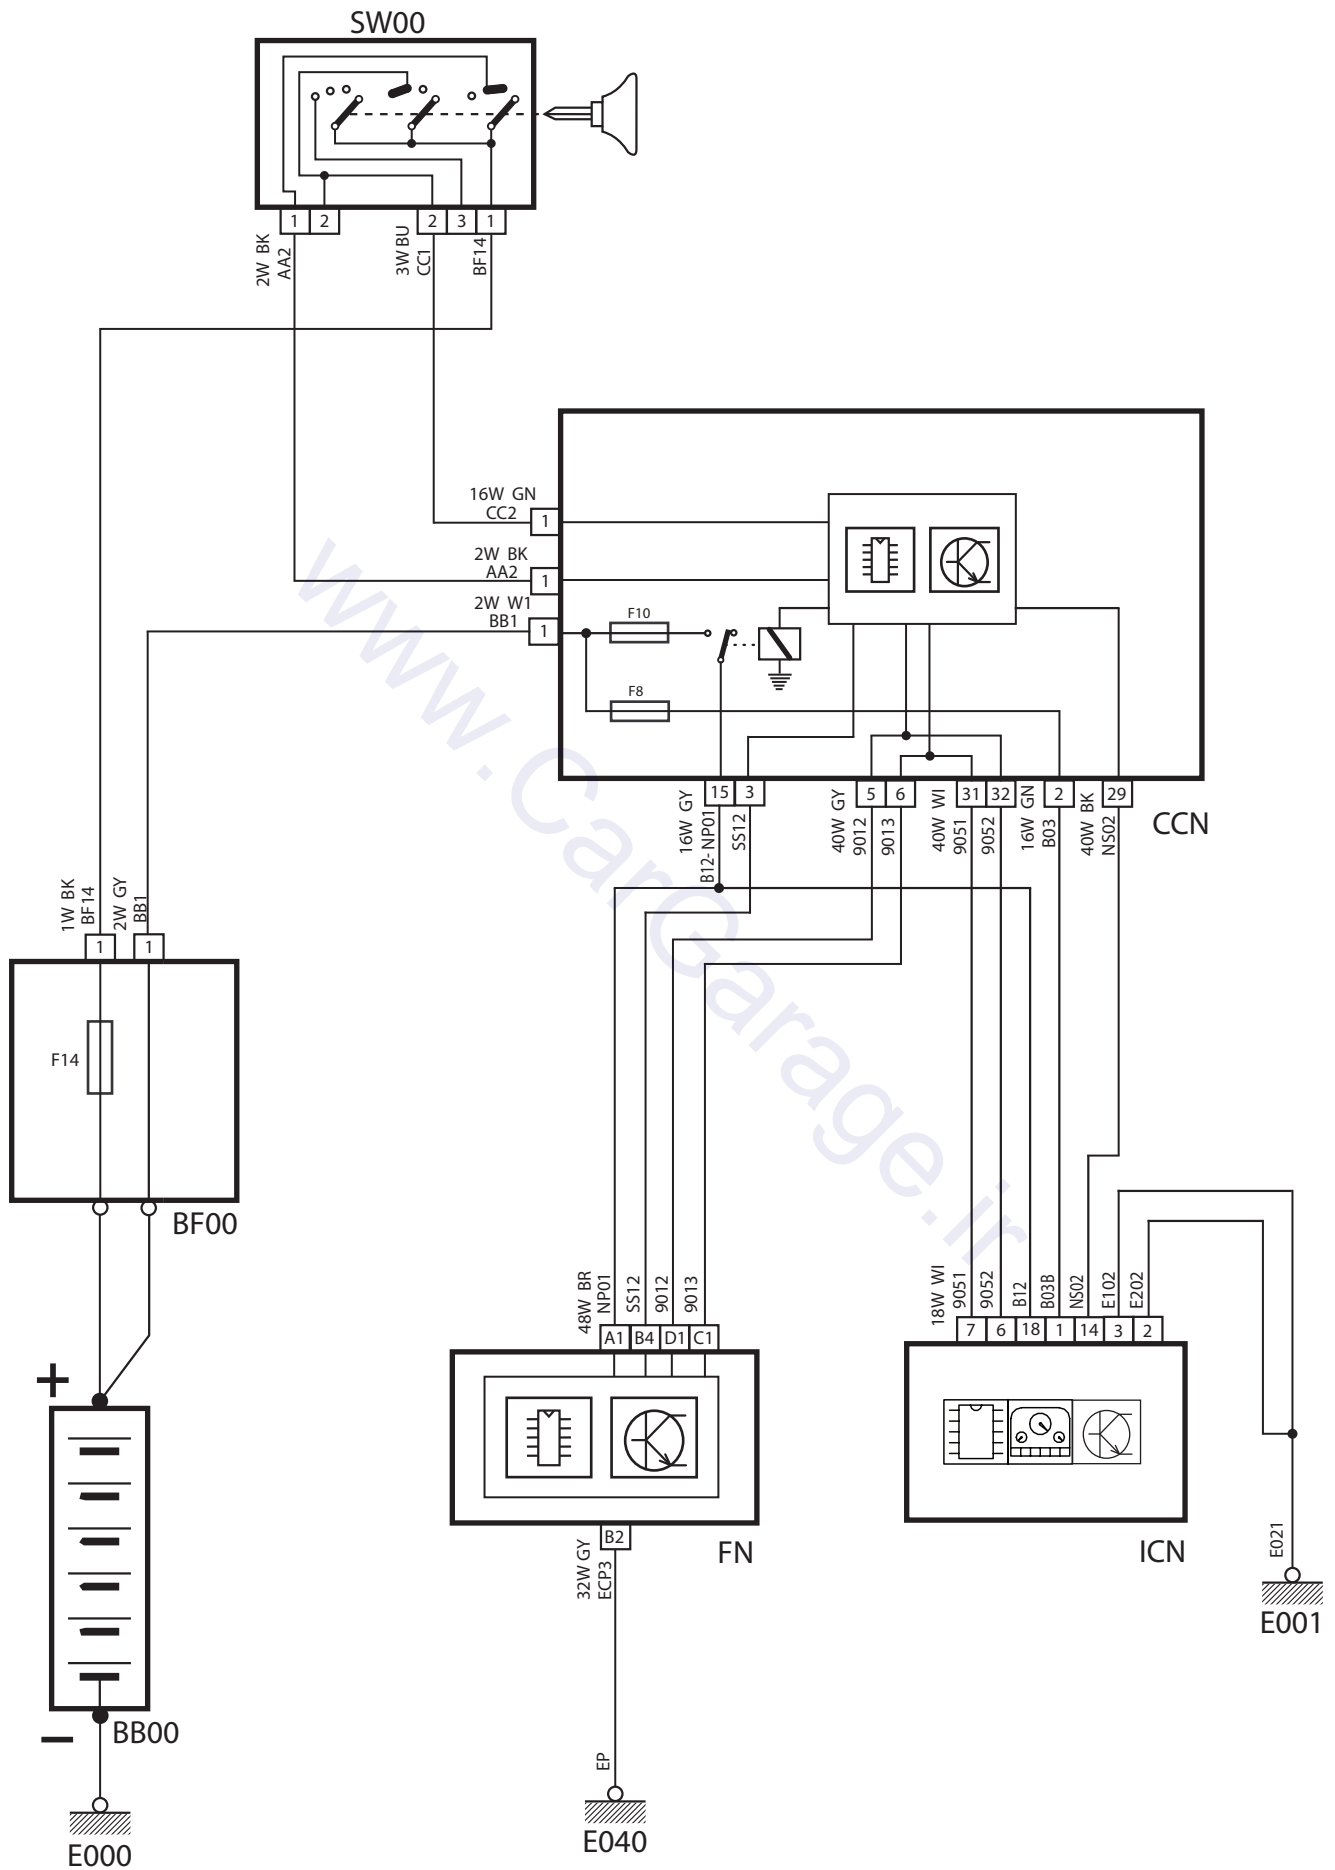 SW00
1 2 2 3 1
2W BK
AA2
3W BU
CC1
BF14
16W GN
CC2
1
2W BK
AA2
1
2W W1
BB1
1
F10
F8
15 3 5 6 31 32 2 29
16W GY
B12- NP01
SS12
40W GY
9012
9013
40W WI
9051
9052
16W GN
B03
40W BK
NS02
CCN
1W BK
BF14
2W GY
BB1
1 1
F14
BF00
www.CarGarage.ir
48W BR
NP01
SS12
9012
9013
A1 B4 D1 C1
18W WI
9051
9052
B12
B03B
NS02
E102
E202
7 6 18 1 14 3 2
+
B2
FN
ICN
32W GY
ECP3
E021
E001
−
BB00
EP
E000
E040